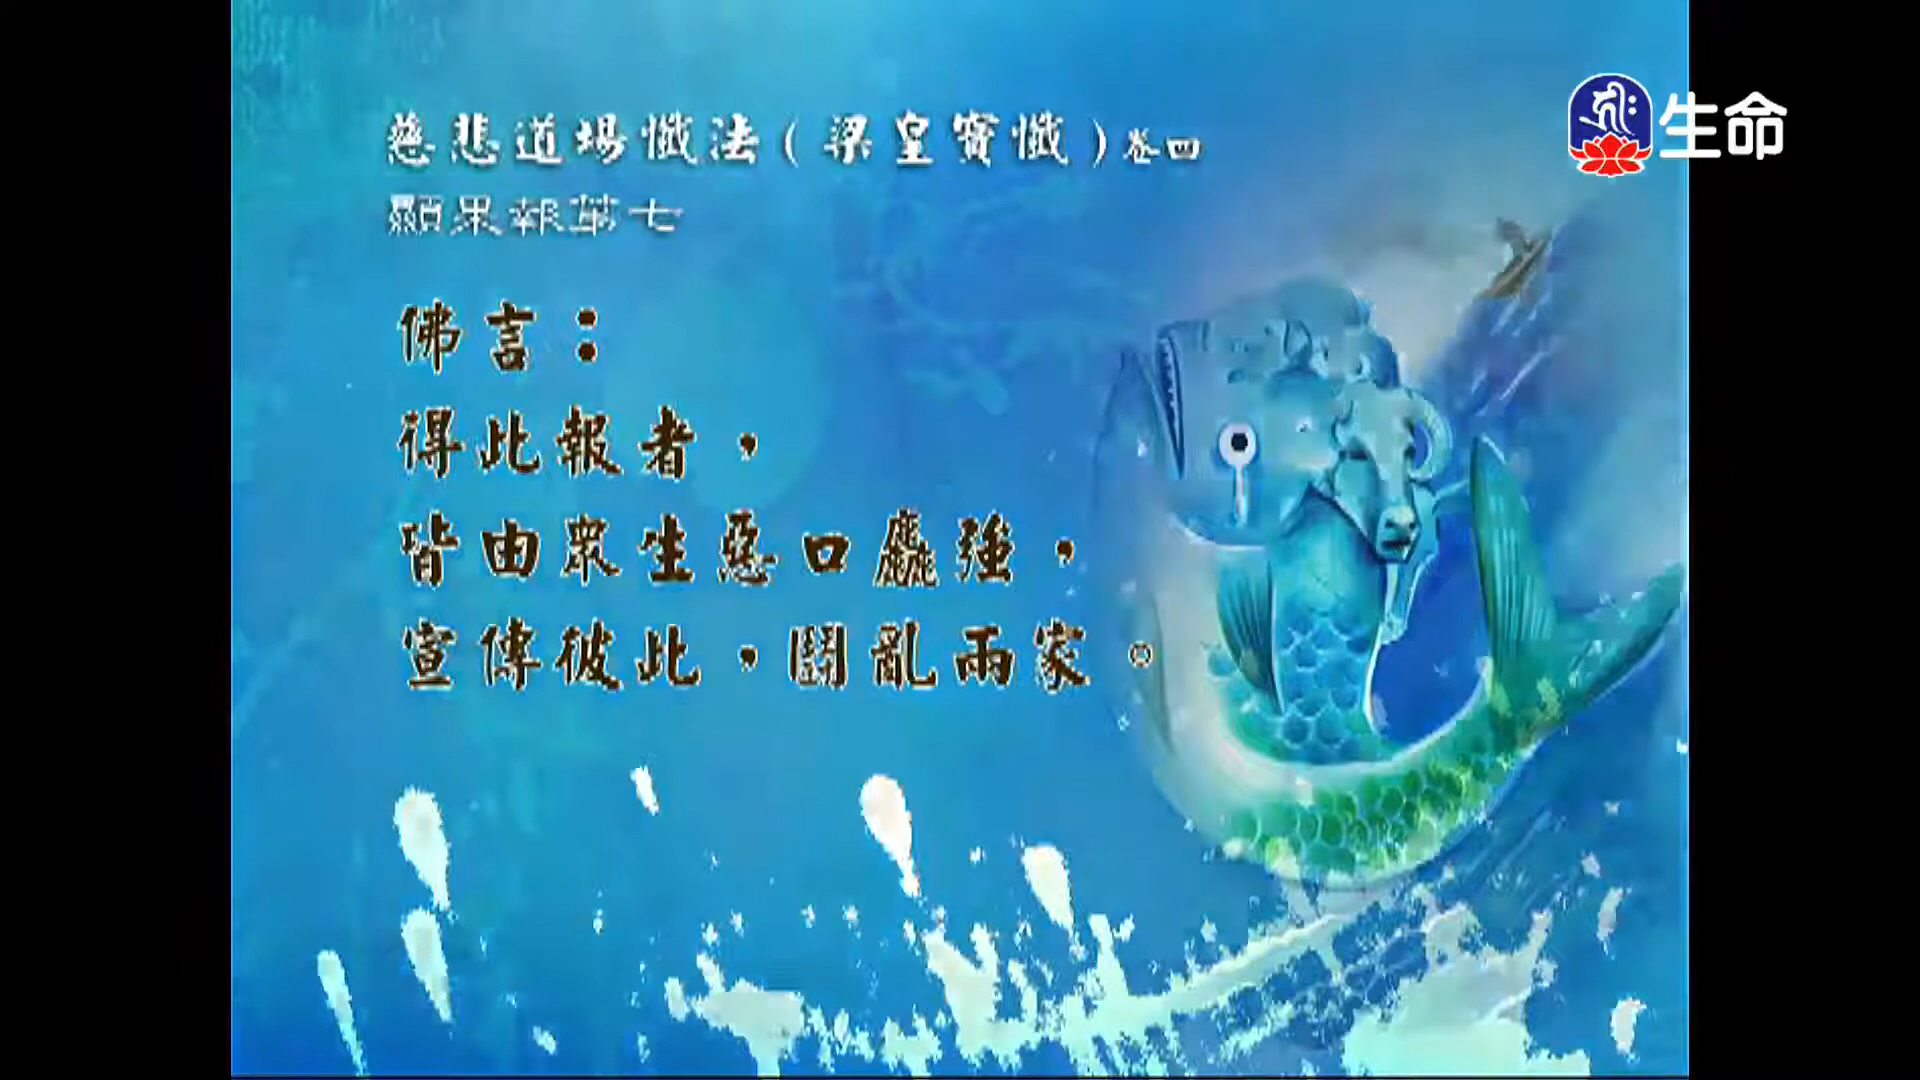 慈悲道場懺法(梁皇寶懺)卷四
生命
顯果報第七
佛言：
得此報者，
皆由眾生惡口麤強，
宣傳彼此，鬪亂兩家。